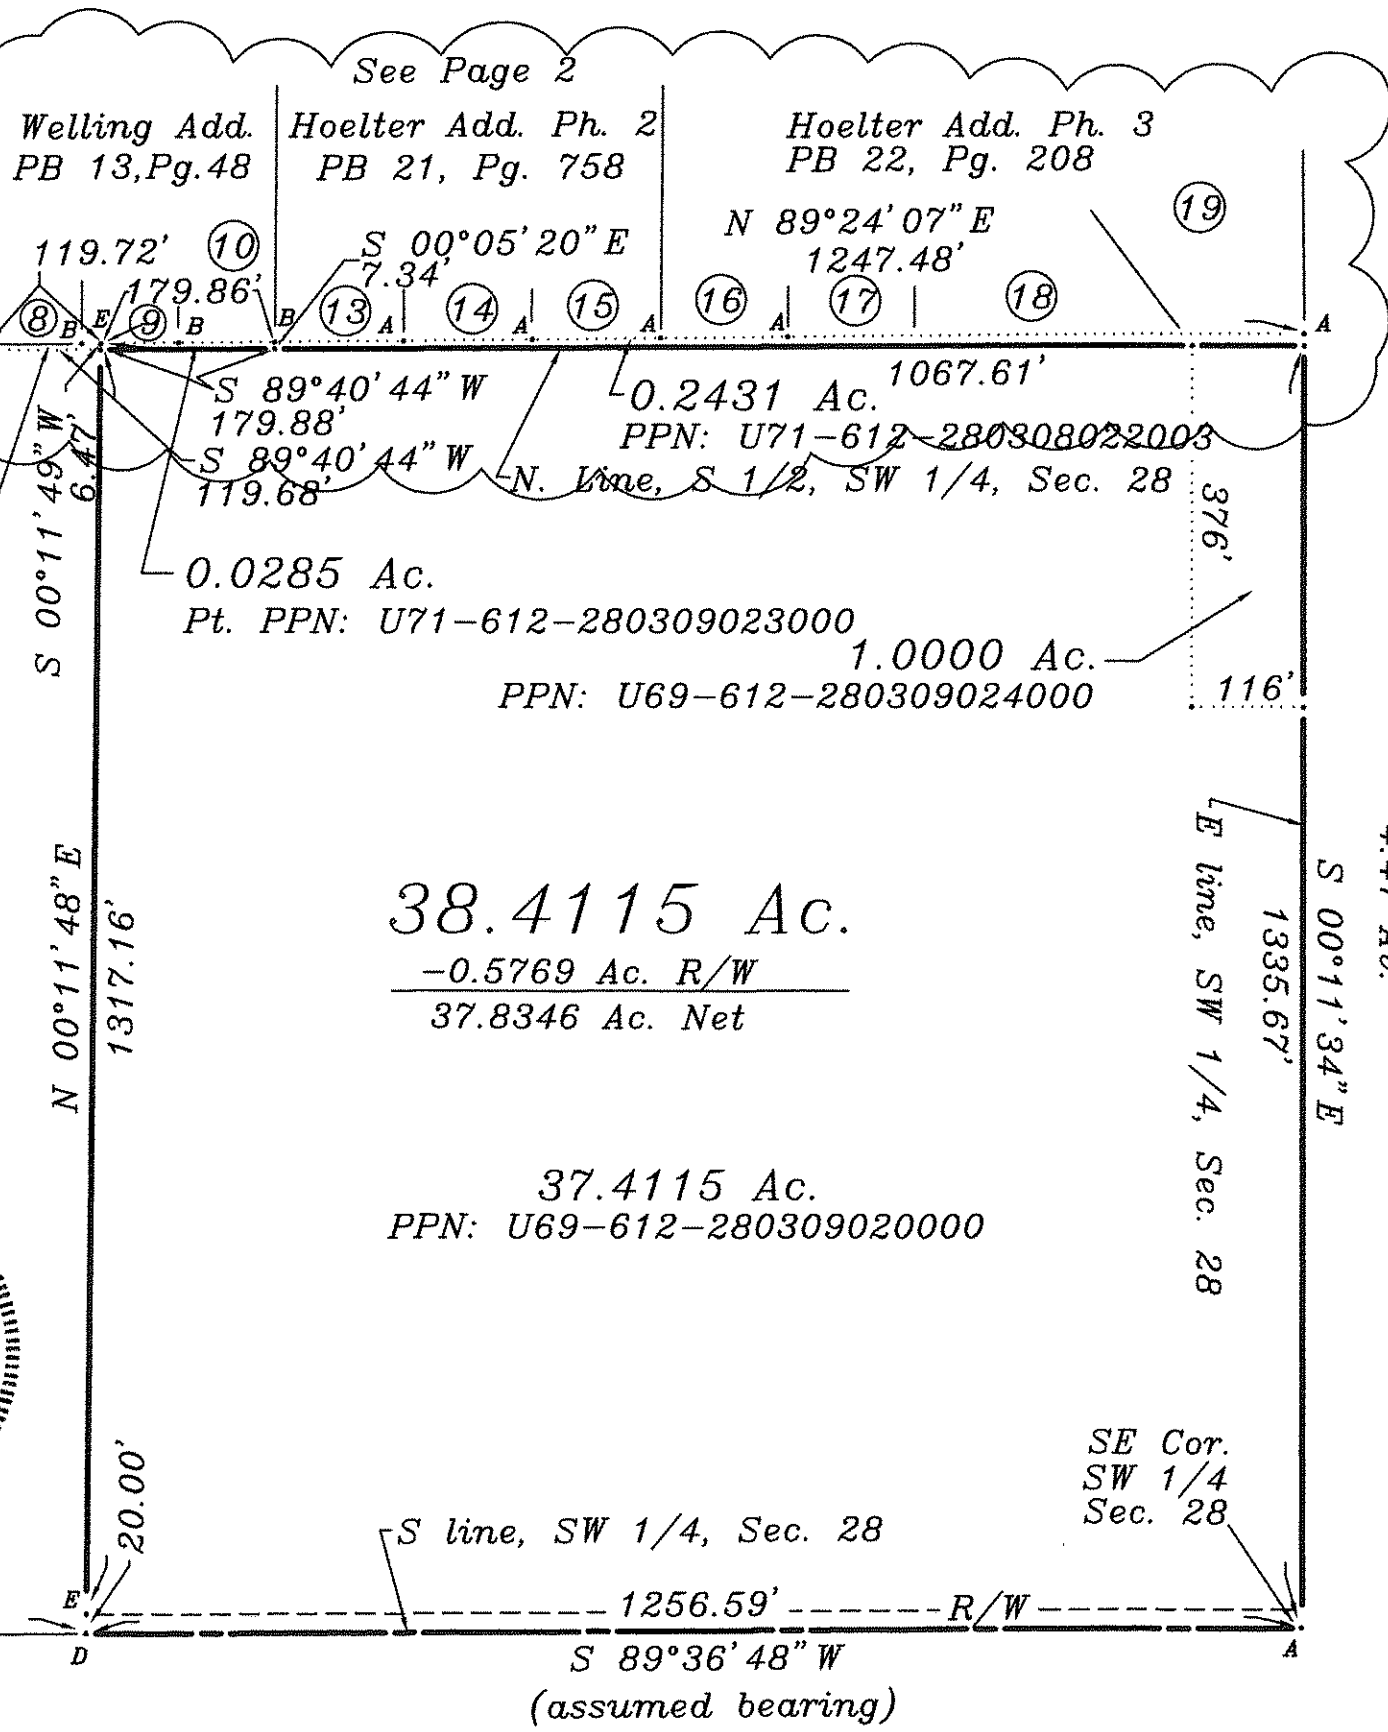 See Page 2
Welling Add.
PB 13,Pg.48
Hoelter Add. Ph. 2
PB 21, Pg. 758
Hoelter Add. Ph. 3
PB 22, Pg. 208
19
N 89°24'07"E
1247.48'
119.72'
10
S 00°05'20"E
7.34'
179.86'
8
B
E
9
B
B
13
A
14
A
15
A
16
A
17
18
A
S 89°40'44"W
179.88'
1067.61'
0.2431 Ac.
PPN: U71-612-280308022003
S 89°40'44"W
119.68'
N. Line, S 1/2, SW 1/4, Sec. 28
S 00°11'49"W
6.47'
376'
0.0285 Ac.
Pt. PPN: U71-612-280309023000
1.0000 Ac.
PPN: U69-612-280309024000
116'
E line, SW 1/4, Sec. 28
S 00°11'34"E
1335.67'
N 00°11'48"E
1317.16'
38.4115 Ac.
-0.5769 Ac. R/W
37.8346 Ac. Net
37.4115 Ac.
PPN: U69-612-280309020000
20.00'
SE Cor.
SW 1/4
Sec. 28
S line, SW 1/4, Sec. 28
E
1256.59'
R/W
D
A
S 89°36'48"W
(assumed bearing)